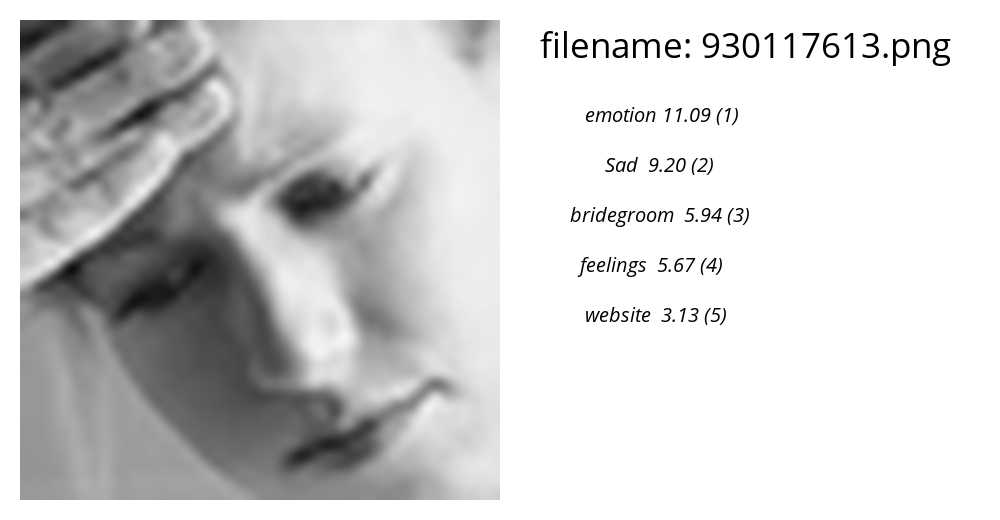 filename: 930117613.png
emotion 11.09 (1)
Sad 9.20 (2)
bridegroom 5.94 (3)
feelings 5.67 (4)
website 3.13 (5)